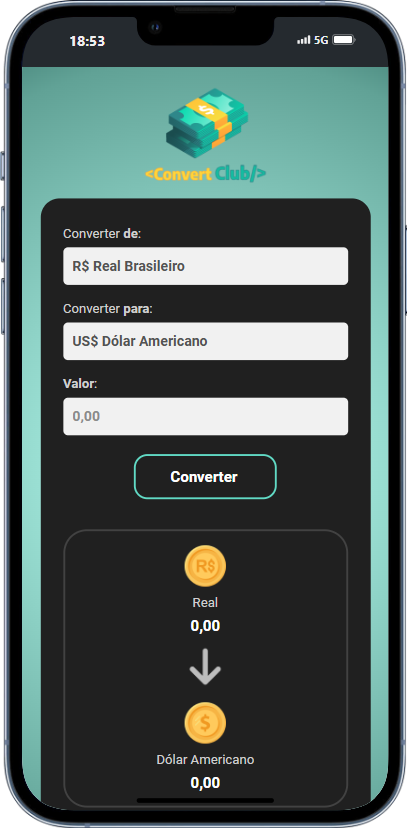 18:53
5G
$
<Convert Club/>
Converter de:
R$ Real Brasileiro
Converter para:
US$ Dólar Americano
Valor:
0,00
Converter
R$
Real
0,00
$
Dólar Americano
0,00